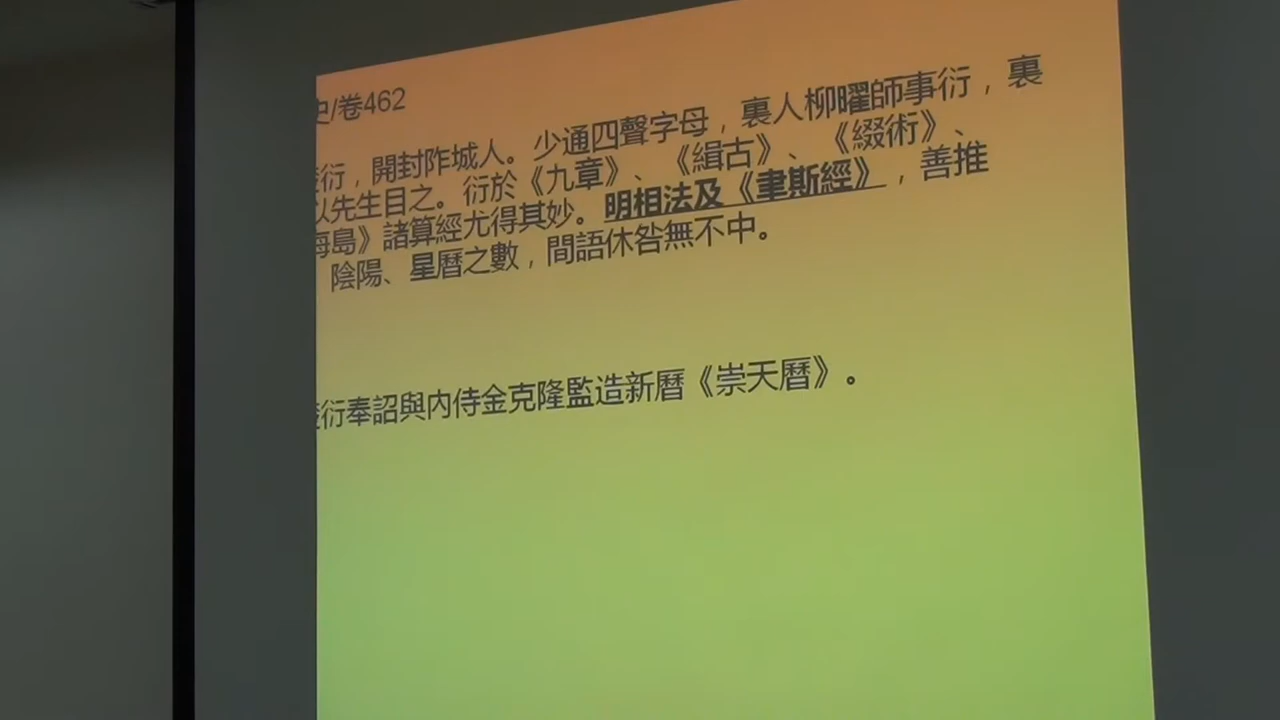 史/卷462
衍，開封阼城人。少通四聲字母，裏人柳曜師事衍，裏
以先生目之。衍於《九章》、《緝古》、《綴術》、
海島》諸算經尤得其妙。明相法及《聿斯經》，善推
陰陽、星曆之數，間語休咎無不中。
衍奉詔與內侍金克隆監造新曆《崇天曆》。